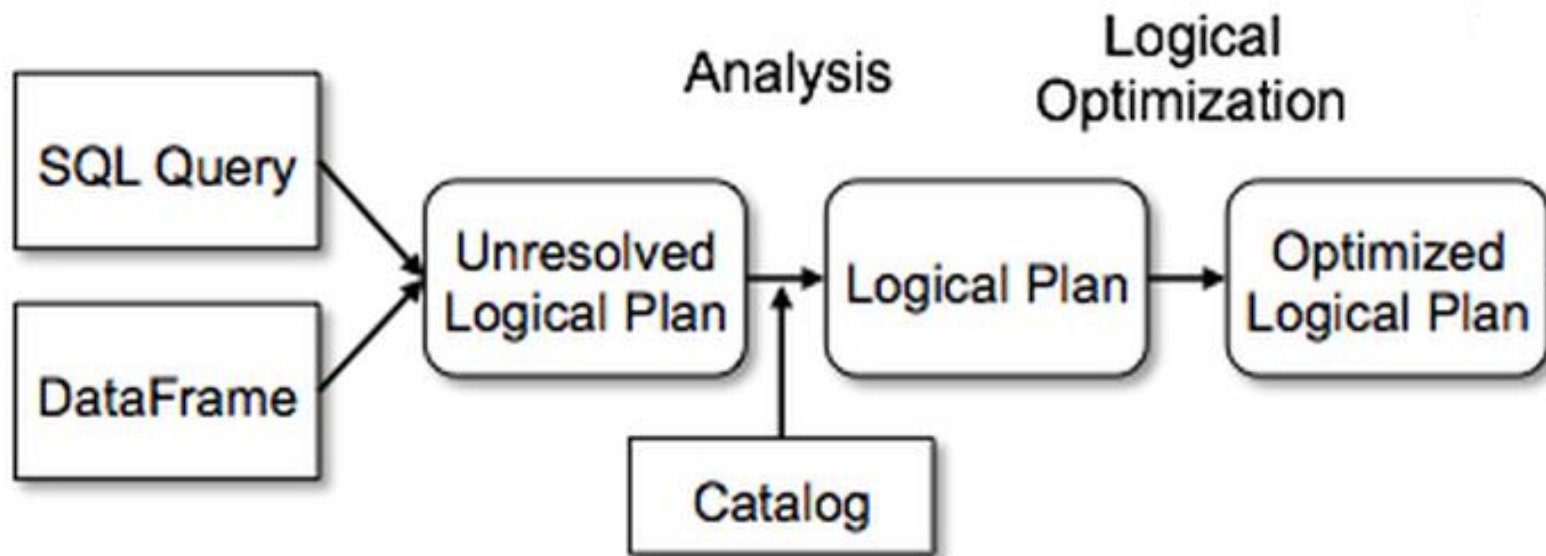 Analysis
Logical
Optimization
SQL Query
Unresolved
Logical Plan
Logical Plan
Optimized
Logical Plan
DataFrame
Catalog